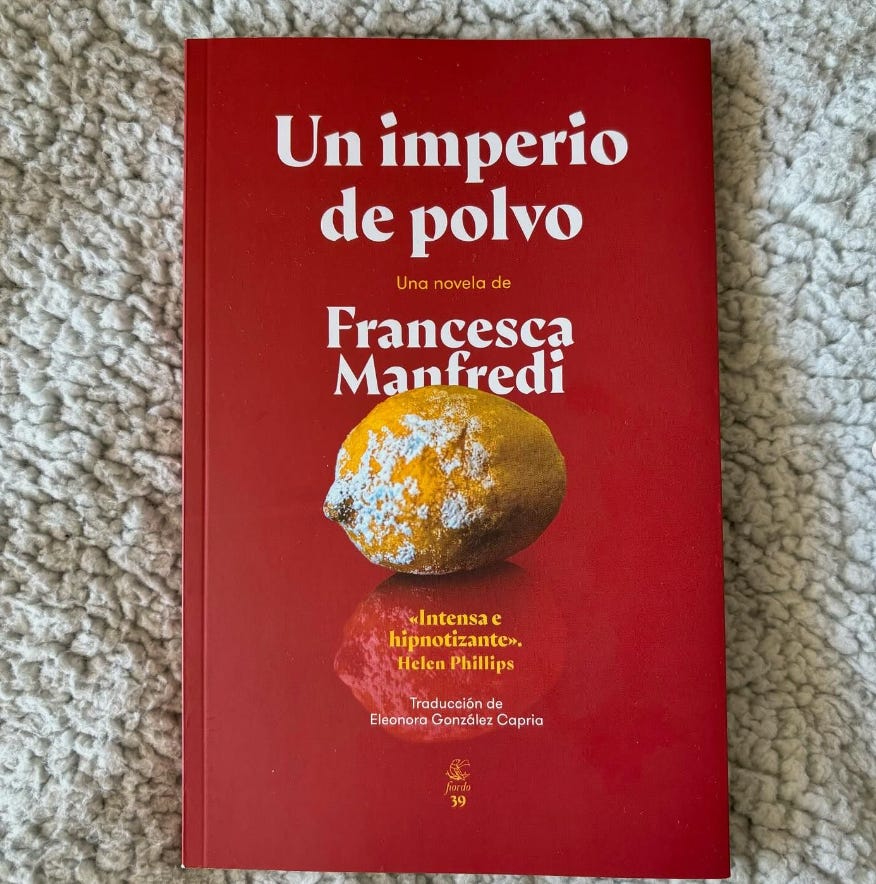 Un imperio
de polvo
Una novela de
Francesca
Manfredi
«Intensa e
hipnotizante».
Helen Phillips
Traducción de
Eleonora González Capria
fiordo
39